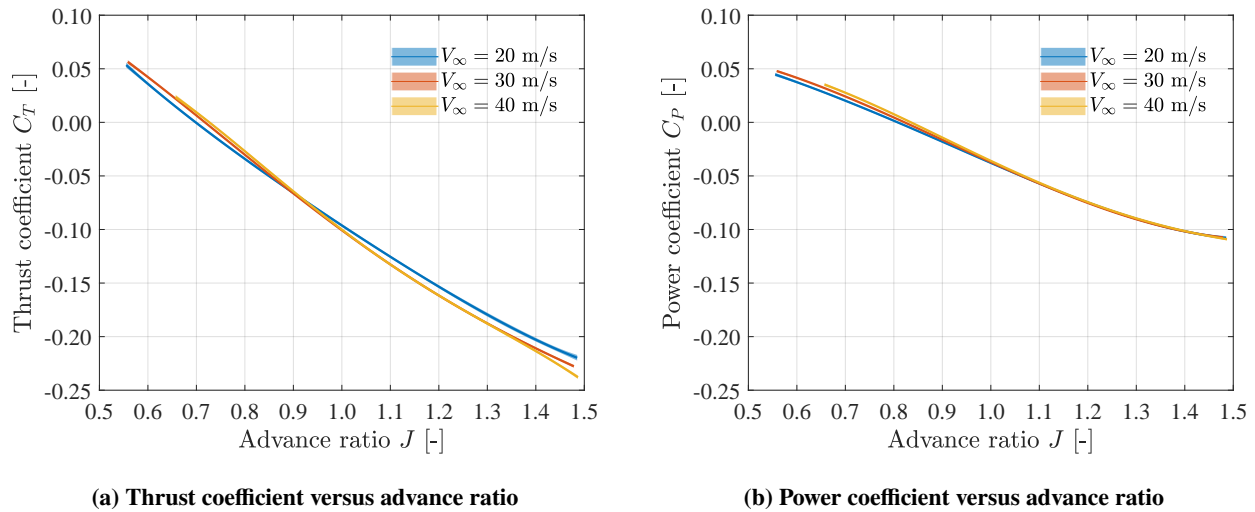 0.10
0.05
0.00
-0.05
-0.10
-0.15
-0.20
-0.25
Thrust coefficient C_T [-]
V_∞ = 20 m/s
V_∞ = 30 m/s
V_∞ = 40 m/s
0.5 0.6 0.7 0.8 0.9 1.0 1.1 1.2 1.3 1.4 1.5
Advance ratio J [-]
(a) Thrust coefficient versus advance ratio
0.10
0.05
0.00
-0.05
-0.10
-0.15
-0.20
-0.25
Power coefficient C_P [-]
V_∞ = 20 m/s
V_∞ = 30 m/s
V_∞ = 40 m/s
0.5 0.6 0.7 0.8 0.9 1.0 1.1 1.2 1.3 1.4 1.5
Advance ratio J [-]
(b) Power coefficient versus advance ratio